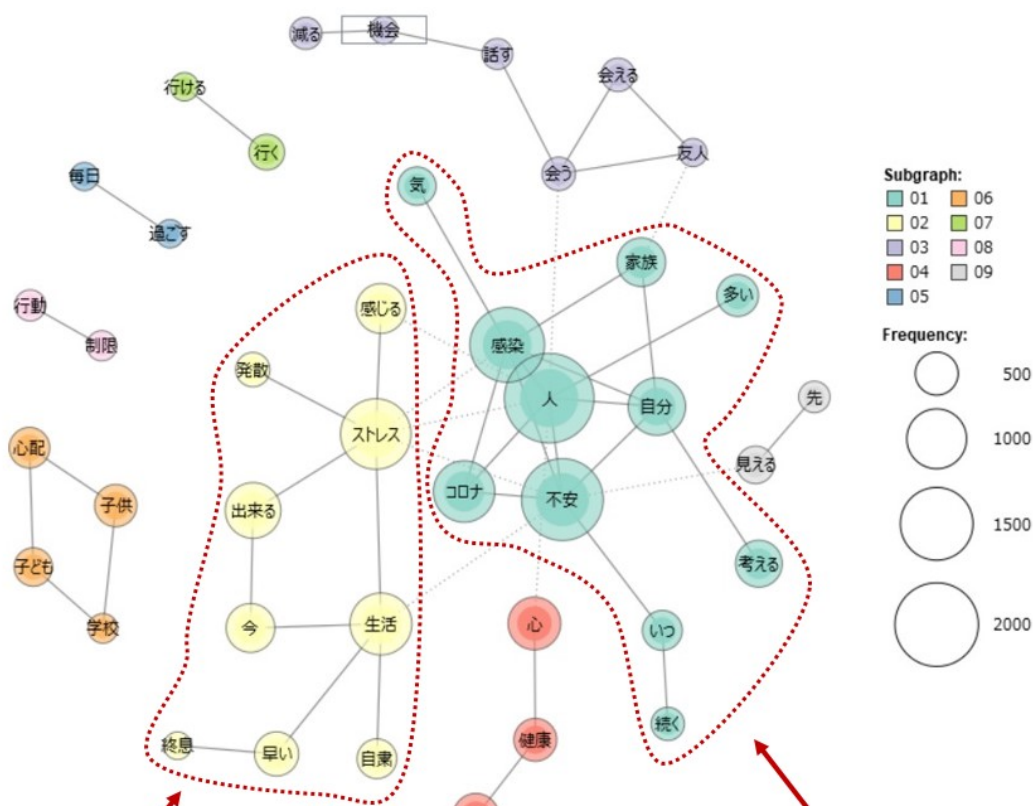 減る
機会
話す
会える
友人
会う
行ける
行く
毎日
過ごす
気
行動
制限
感じる
発散
ストレス
出来る
今
生活
終息
早い
自粛
心配
子供
子ども
学校
家族
多い
感染
人
自分
コロナ
不安
考える
いつ
続く
先
見える
心
健康
Subgraph:
01 06
02 07
03 08
04 09
05
Frequency:
500
1000
1500
2000